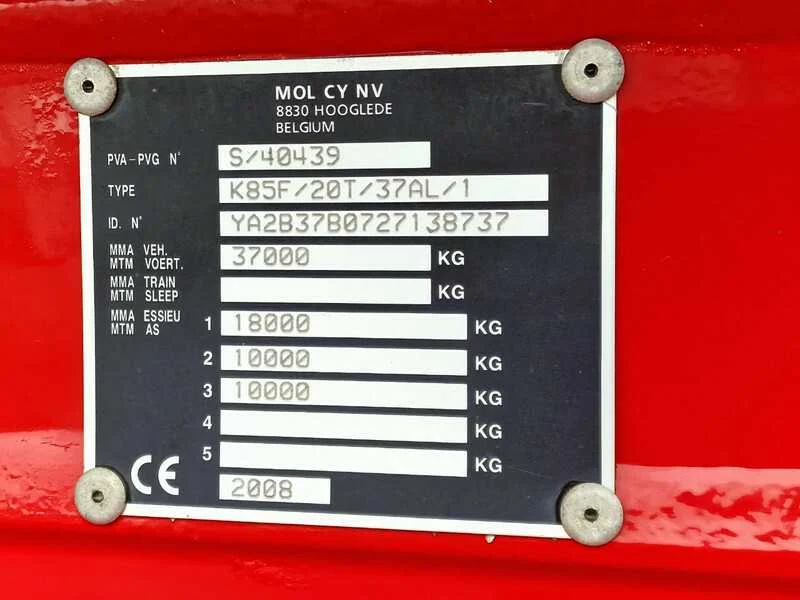 MOL CY NV
8830 HOOGLEDE
BELGIUM
PVA-PVG N° S/40439
TYPE K85F/20T/37AL/1
ID. N° YA2B37B0727138737
MMA VEH.
MTM VOERT. 37000 KG
MMA TRAIN
MTM SLEEP KG
MMA ESSIEU
MTM AS 1 18000 KG
2 10000 KG
3 10000 KG
4 KG
5 KG
CE 2008